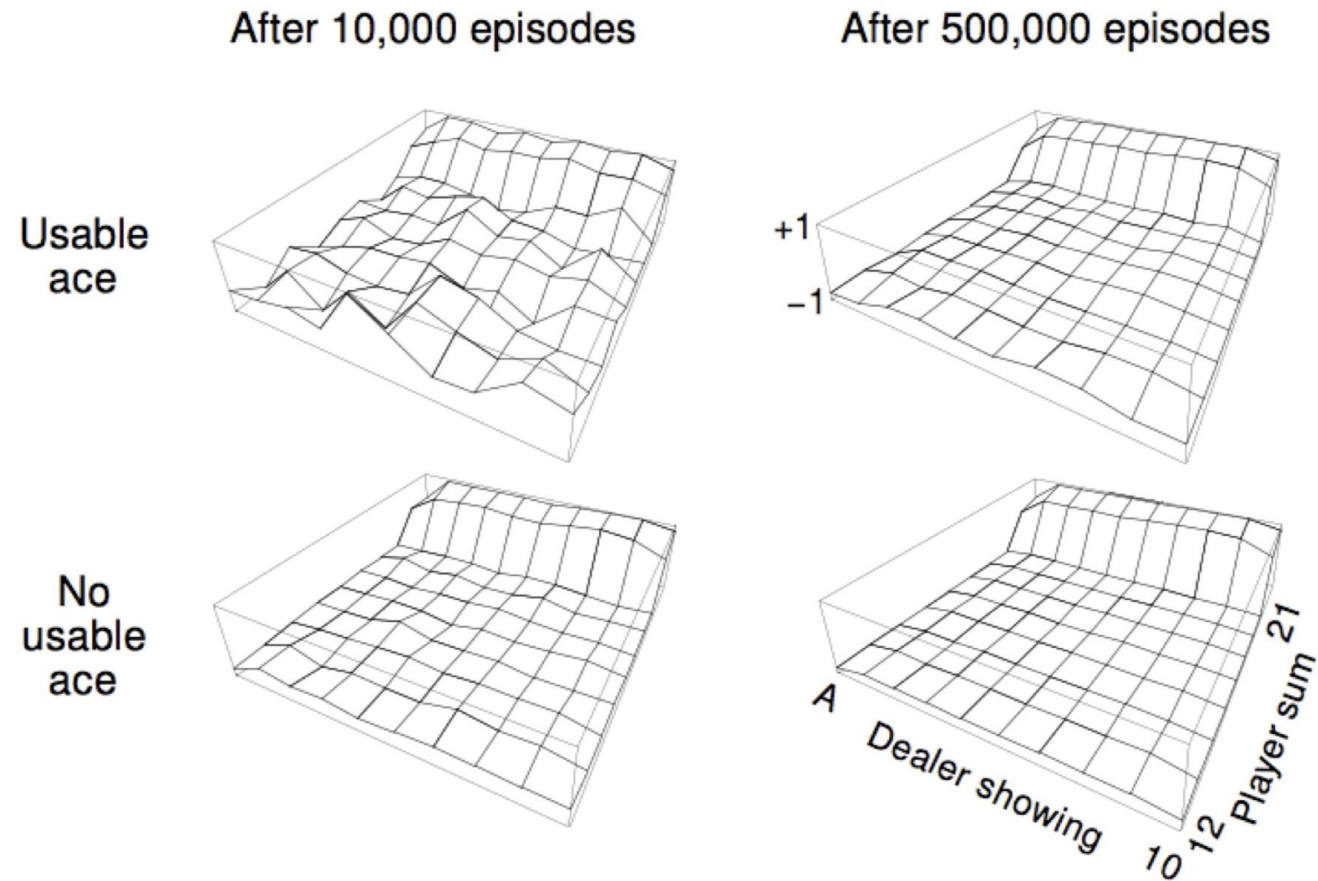 After 10,000 episodes
After 500,000 episodes
Usable
ace
+1
−1
No
usable
ace
A
Dealer showing
10
12
Player sum
21